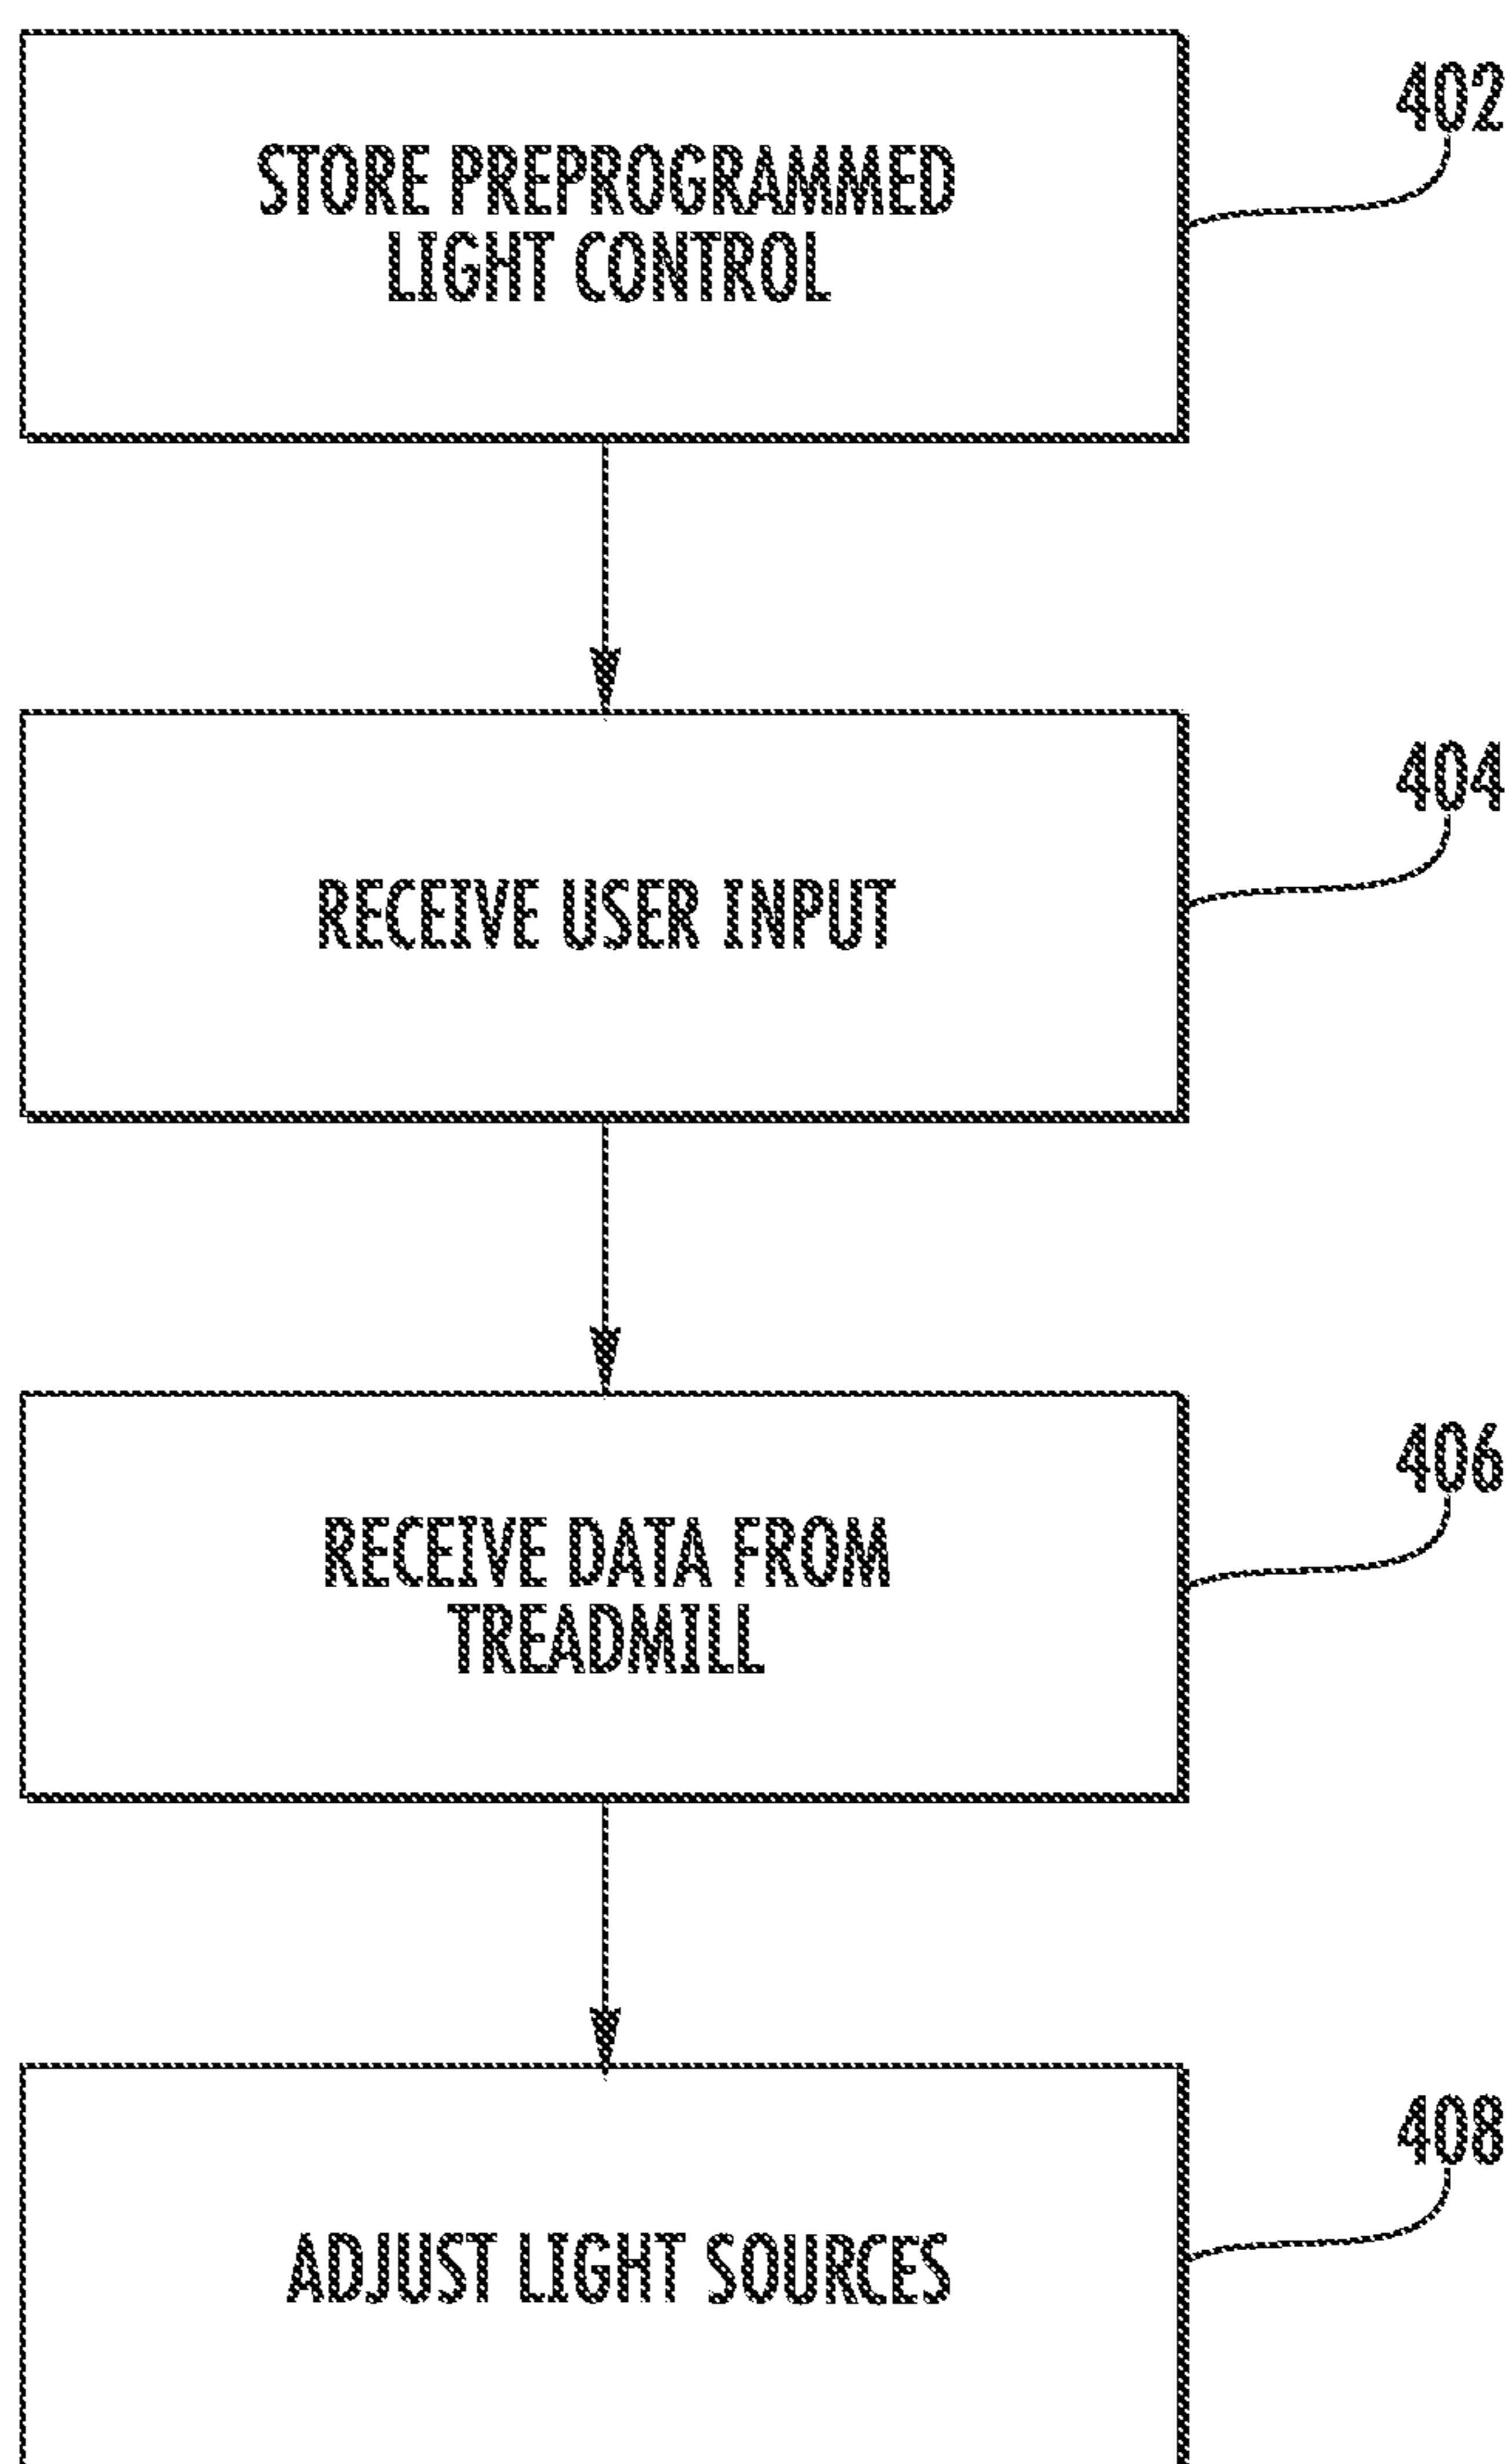 STORE PREPROGRAMMED
LIGHT CONTROL
402
RECEIVE USER INPUT
404
RECEIVE DATA FROM
TREADMILL
406
ADJUST LIGHT SOURCES
408